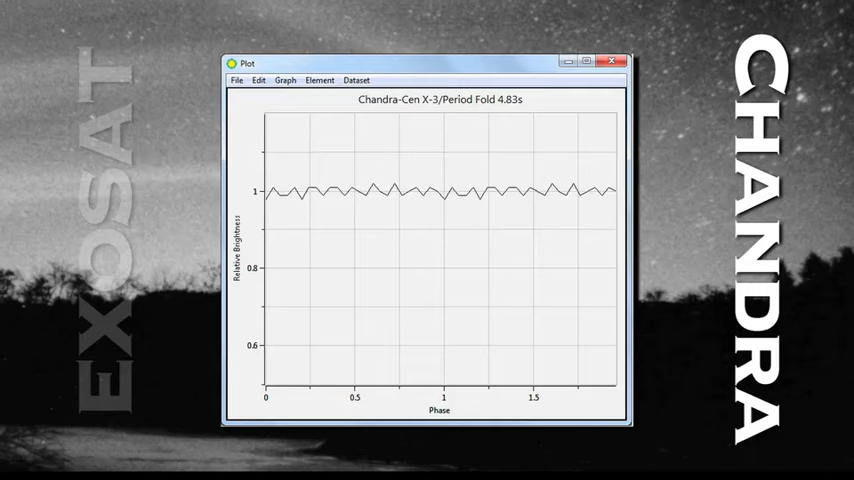 EXOSAT
CHANDRA
Plot
File Edit Graph Element Dataset
Chandra-Cen X-3/Period Fold 4.83s
Relative Brightness
1
0.8
0.6
0 0.5 1 1.5
Phase